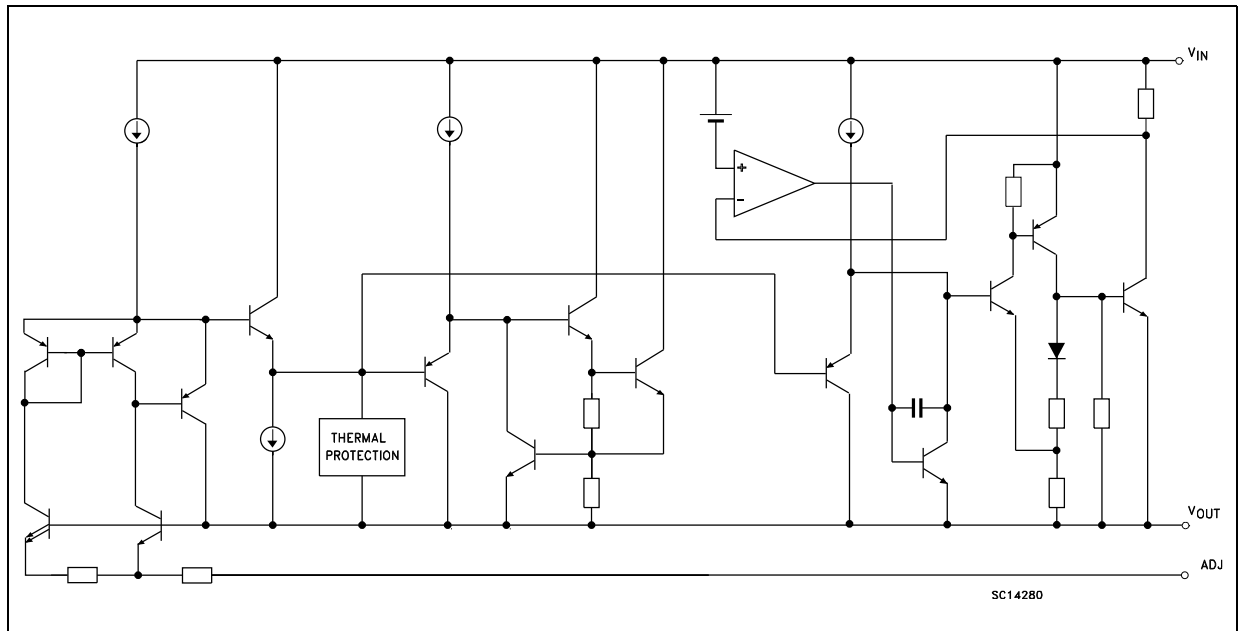 VIN
+
-
THERMAL
PROTECTION
VOUT
ADJ
SC14280